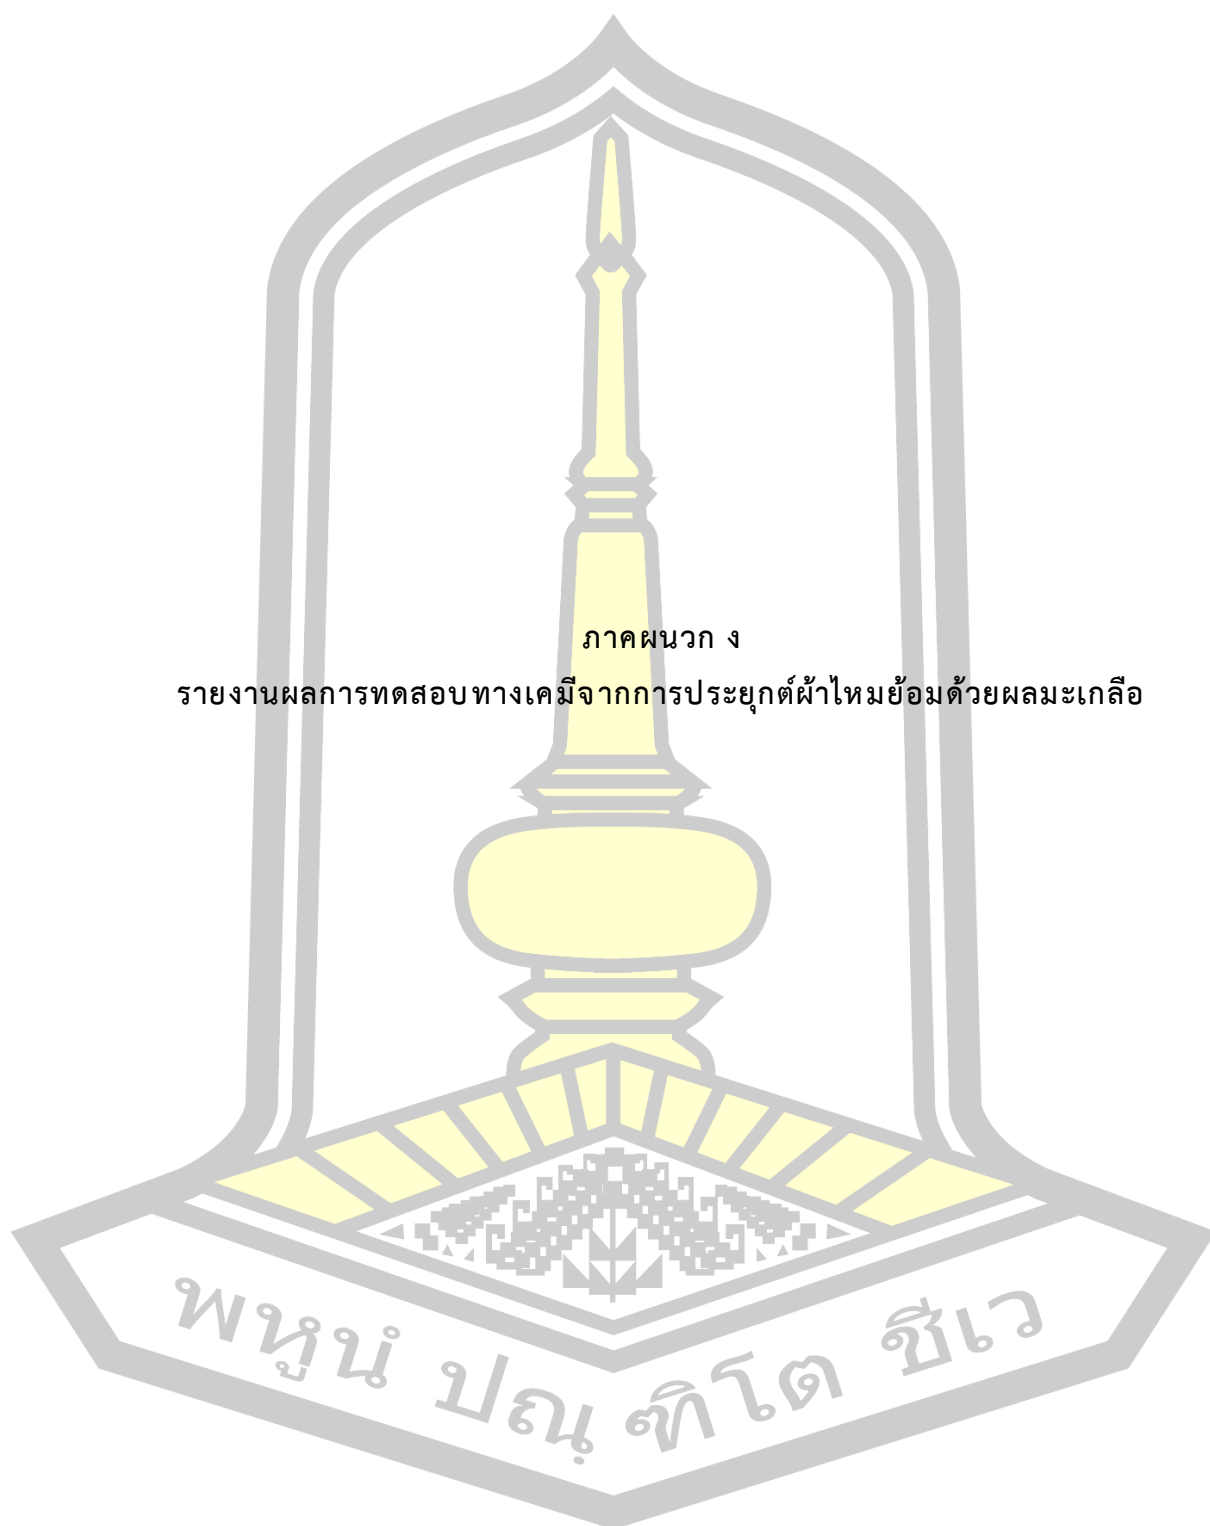 ภาคผนวก ง
รายงานผลการทดสอบทางเคมีจากการประยุกต์ผ้าไหมย้อมด้วยผลมะเกลือ
พหูนํ ปณฺฑิโต ชีเว